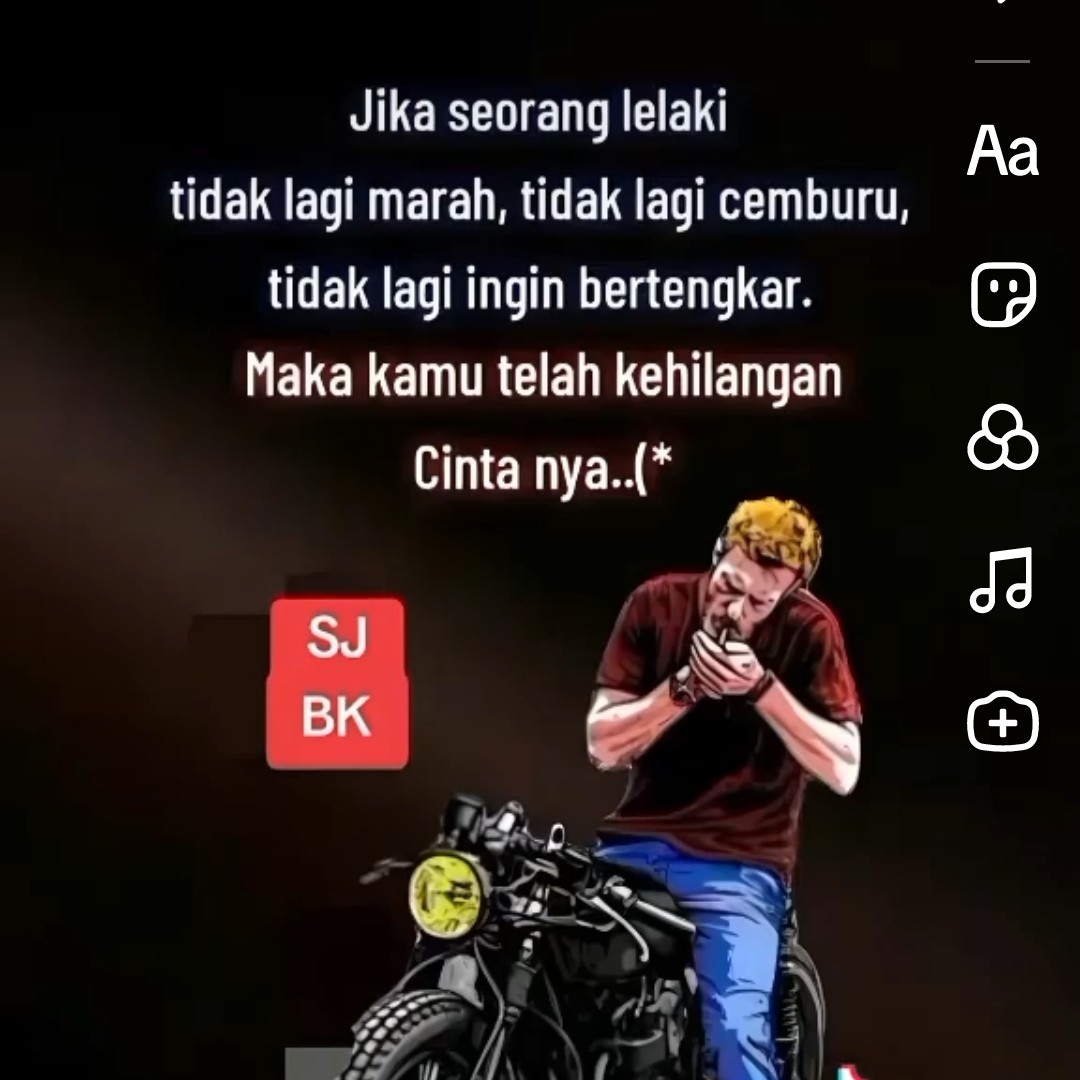 Jika seorang lelaki
tidak lagi marah, tidak lagi cemburu,
tidak lagi ingin bertengkar.
Maka kamu telah kehilangan
Cinta nya..(*
SJ
BK
Aa